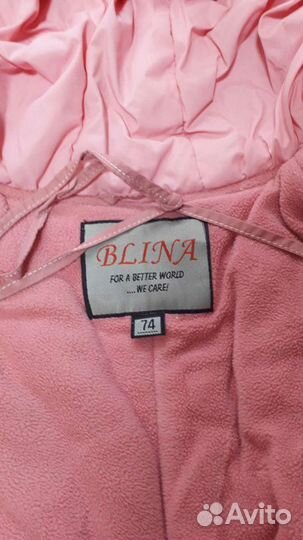 BLINA
FOR A BETTER WORLD
....WE CARE!
74
Avito